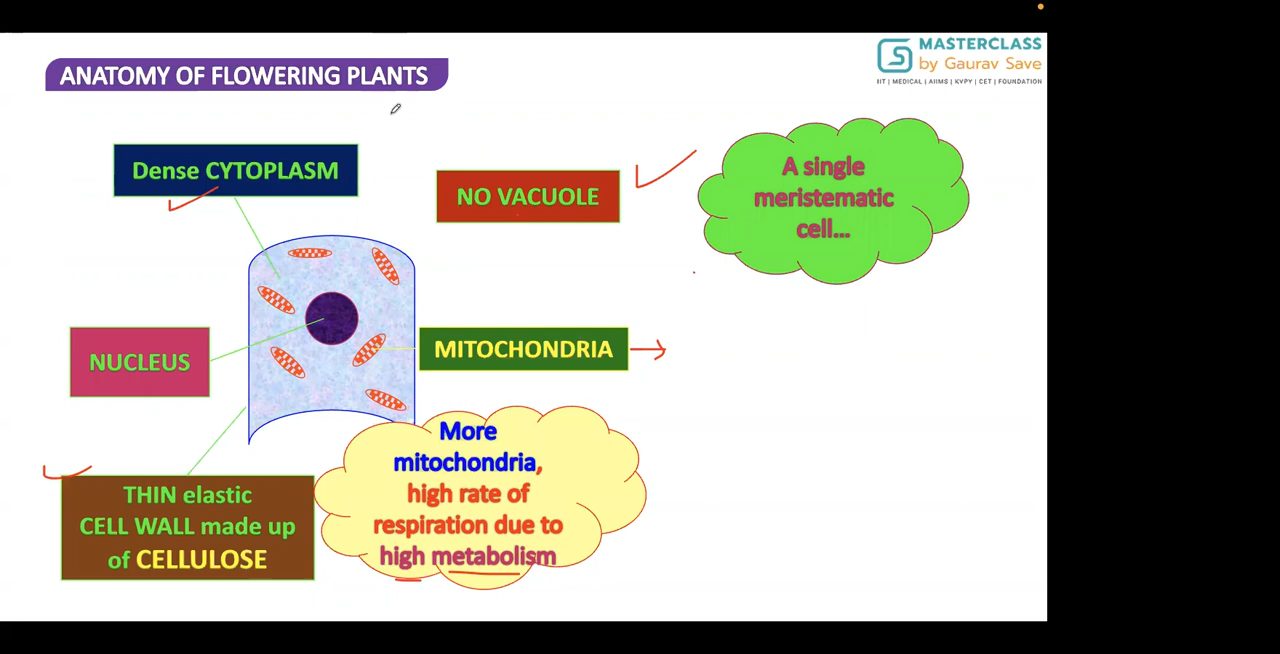 MASTERCLASS
by Gaurav Save
IIT | MEDICAL | AIIMS | KVPY | CET | FOUNDATION
ANATOMY OF FLOWERING PLANTS
Dense CYTOPLASM
NO VACUOLE
A single
meristematic
cell...
NUCLEUS
MITOCHONDRIA
THIN elastic
CELL WALL made up
of CELLULOSE
More
mitochondria,
high rate of
respiration due to
high metabolism